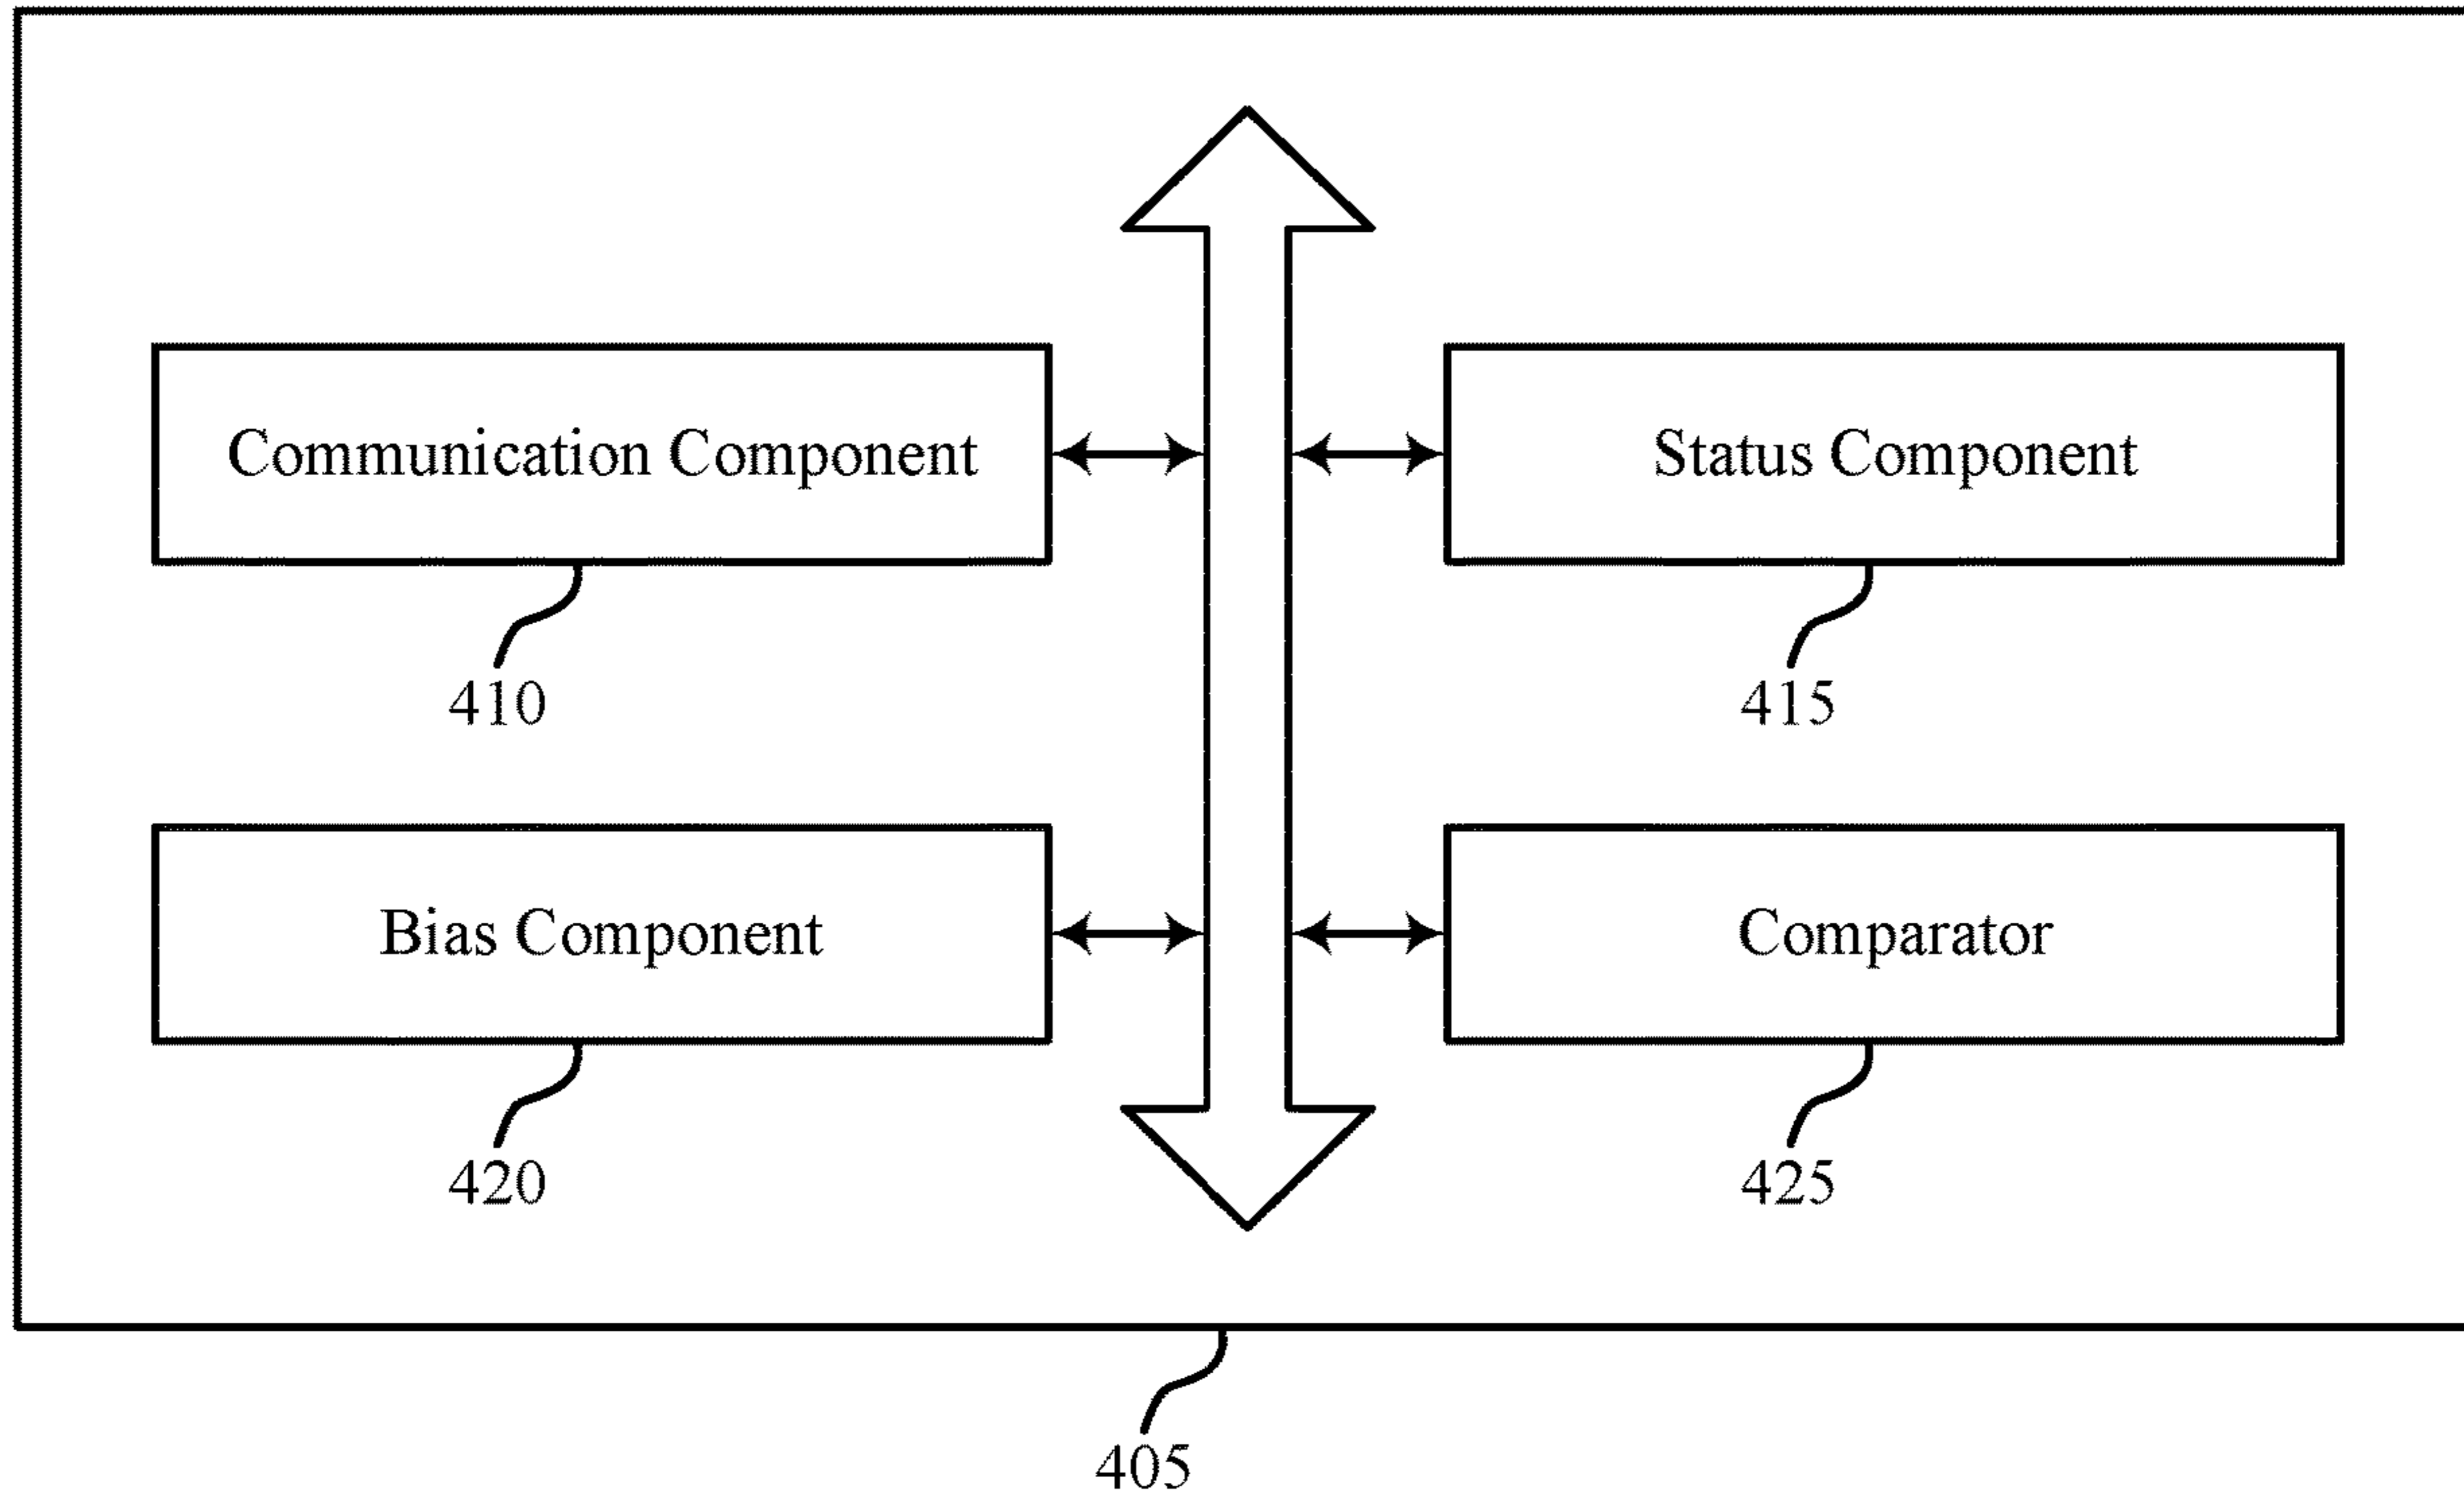 Communication Component
Status Component
410
415
Bias Component
Comparator
420
425
405